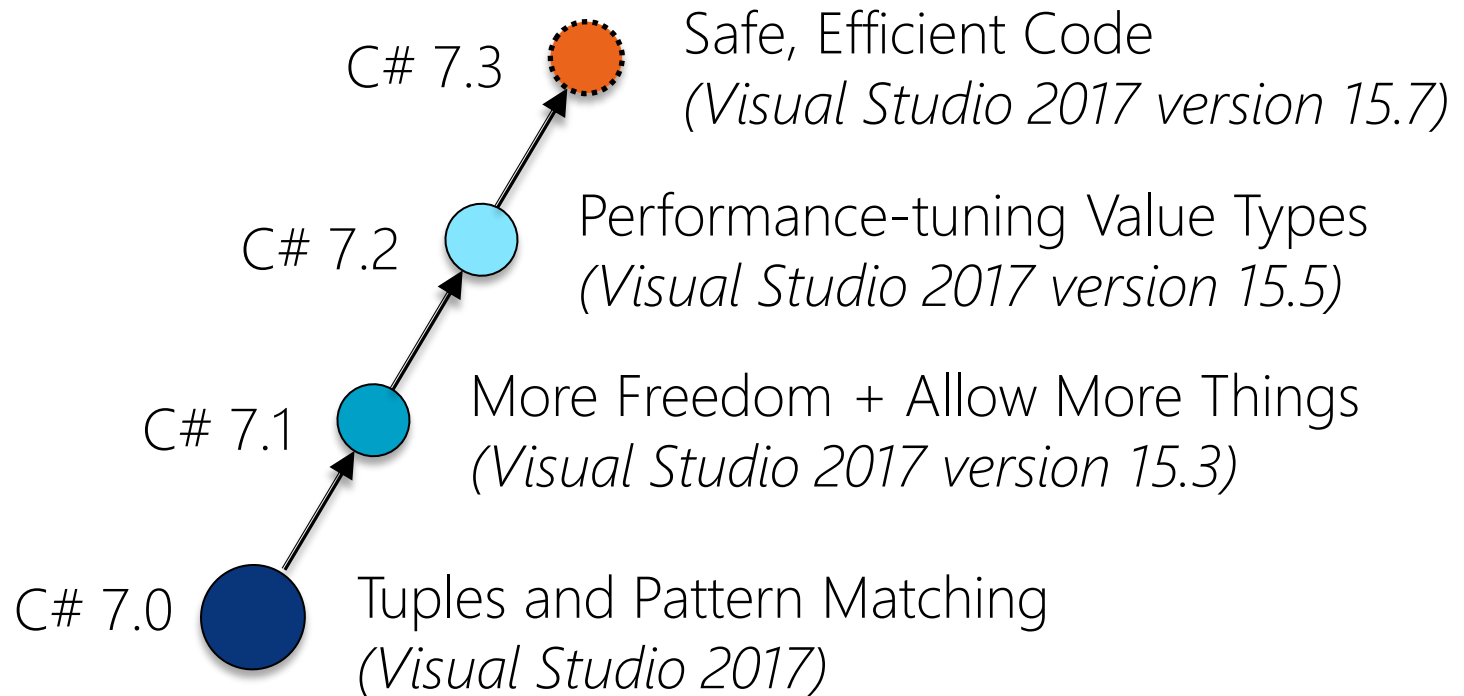 C# 7.3
Safe, Efficient Code
(Visual Studio 2017 version 15.7)
C# 7.2
Performance-tuning Value Types
(Visual Studio 2017 version 15.5)
C# 7.1
More Freedom + Allow More Things
(Visual Studio 2017 version 15.3)
C# 7.0
Tuples and Pattern Matching
(Visual Studio 2017)